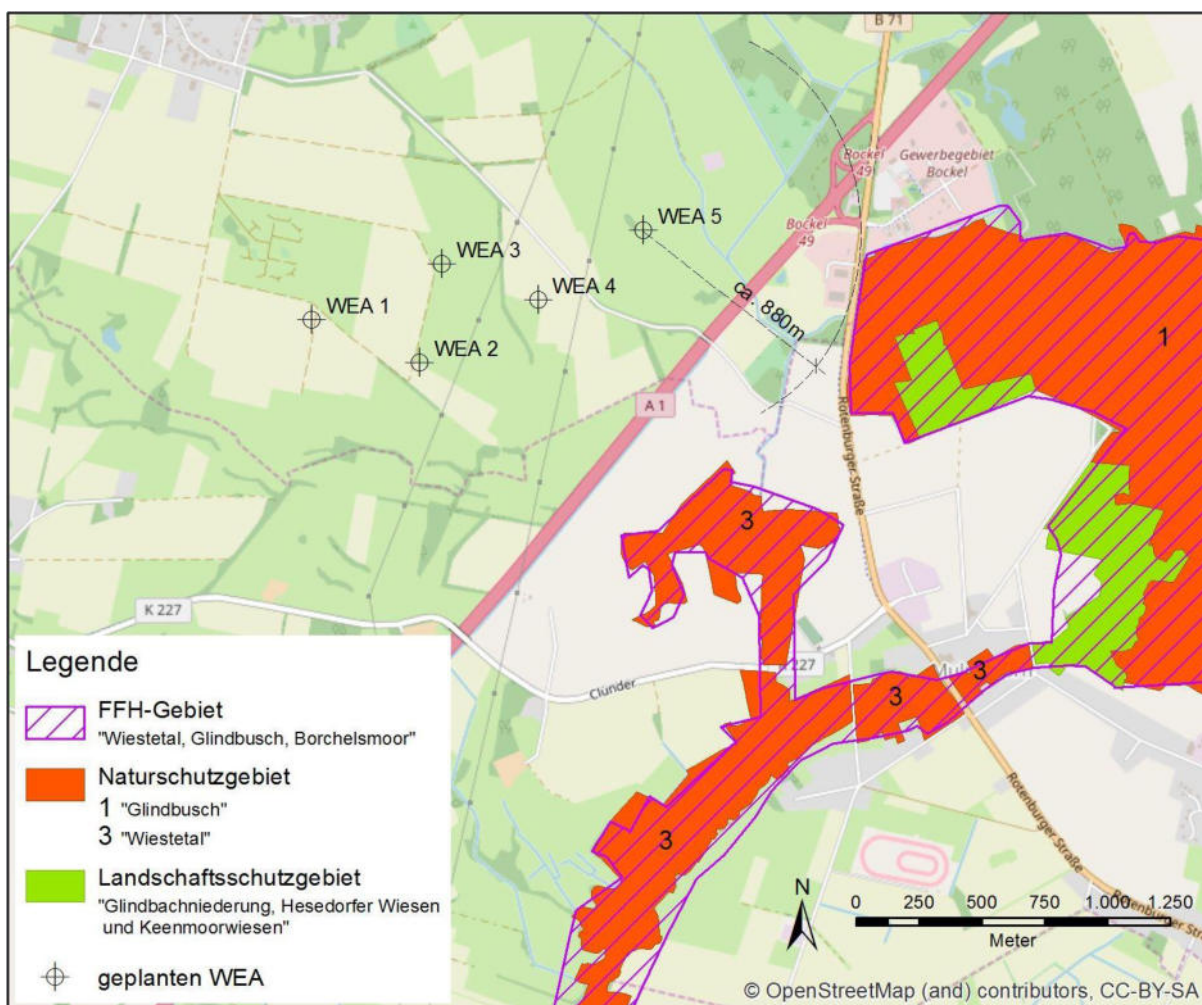 B 71
Bockel
49
Gewerbegebiet
Bockel
Bockel
49
WEA 5
WEA 3
WEA 4
WEA 1
WEA 2
ca. 880m
1
A 1
Rotenburger Straße
3
K 227
227
Clünder
3
3
3
Rotenburger Straße
Rotenburger Str
Legende
FFH-Gebiet
"Wiestetal, Glindbusch, Borchelsmoor"
Naturschutzgebiet
1 "Glindbusch"
3 "Wiestetal"
Landschaftsschutzgebiet
"Glindbachniederung, Hesedorfer Wiesen
und Keenmoorwiesen"
geplanten WEA
N
0 250 500 750 1.000 1.250
Meter
© OpenStreetMap (and) contributors, CC-BY-SA